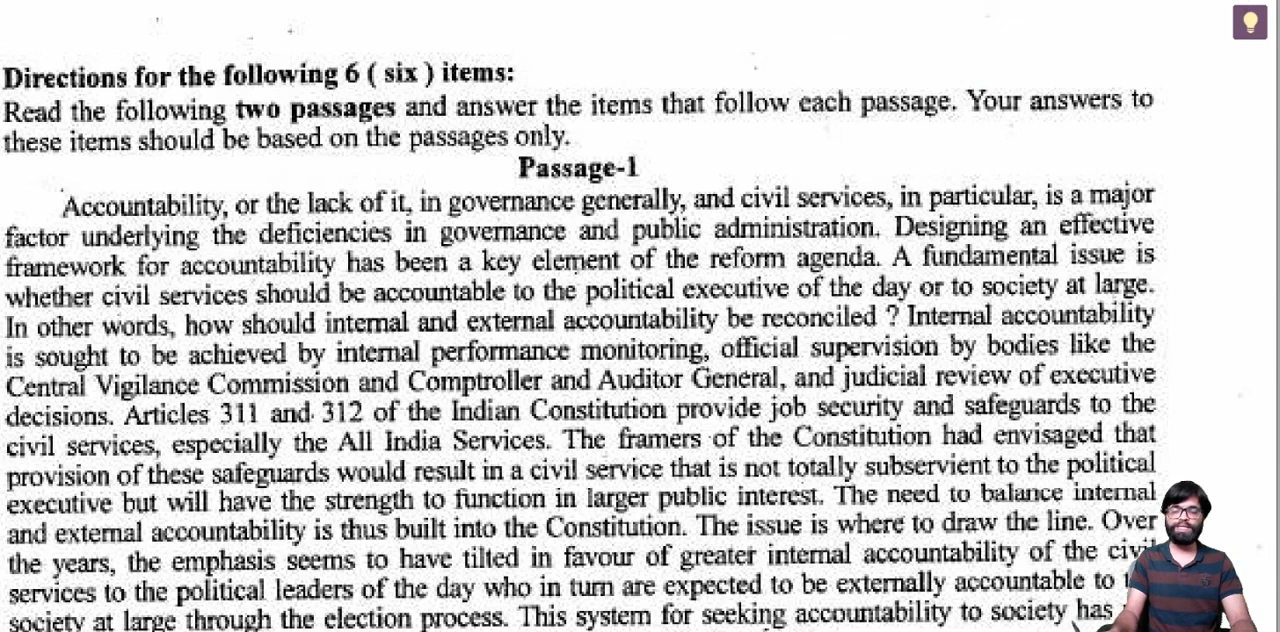 Directions for the following 6 ( six ) items:
Read the following two passages and answer the items that follow each passage. Your answers to
these items should be based on the passages only.
Passage-1
Accountability, or the lack of it, in governance generally, and civil services, in particular, is a major
factor underlying the deficiencies in governance and public administration. Designing an effective
framework for accountability has been a key element of the reform agenda. A fundamental issue is
whether civil services should be accountable to the political executive of the day or to society at large.
In other words, how should internal and external accountability be reconciled ? Internal accountability
is sought to be achieved by internal performance monitoring, official supervision by bodies like the
Central Vigilance Commission and Comptroller and Auditor General, and judicial review of executive
decisions. Articles 311 and 312 of the Indian Constitution provide job security and safeguards to the
civil services, especially the All India Services. The framers of the Constitution had envisaged that
provision of these safeguards would result in a civil service that is not totally subservient to the political
executive but will have the strength to function in larger public interest. The need to balance internal
and external accountability is thus built into the Constitution. The issue is where to draw the line. Over
the years, the emphasis seems to have tilted in favour of greater internal accountability of the civil
services to the political leaders of the day who in turn are expected to be externally accountable to
society at large through the election process. This system for seeking accountability to society has